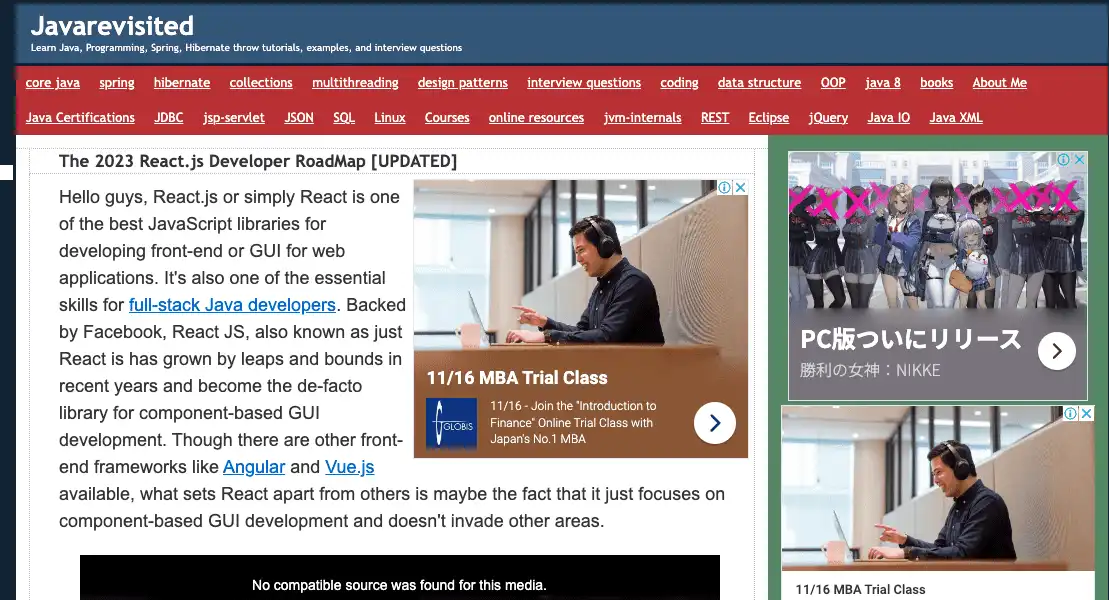 Javarevisited
Learn Java, Programming, Spring, Hibernate throw tutorials, examples, and interview questions
core java spring hibernate collections multithreading design patterns interview questions coding data structure OOP java 8 books About Me
Java Certifications JDBC jsp-servlet JSON SQL Linux Courses online resources jvm-internals REST Eclipse jQuery Java IO Java XML
The 2023 React.js Developer RoadMap [UPDATED]
Hello guys, React.js or simply React is one
of the best JavaScript libraries for
developing front-end or GUI for web
applications. It's also one of the essential
skills for full-stack Java developers. Backed
by Facebook, React JS, also known as just
React is has grown by leaps and bounds in
recent years and become the de-facto
library for component-based GUI
development. Though there are other front-
end frameworks like Angular and Vue.js
available, what sets React apart from others is maybe the fact that it just focuses on
component-based GUI development and doesn't invade other areas.
11/16 MBA Trial Class
GLOBIS
11/16 - Join the "Introduction to
Finance" Online Trial Class with
Japan's No.1 MBA
No compatible source was found for this media.
PC版ついにリリース
勝利の女神：NIKKE
11/16 MBA Trial Class